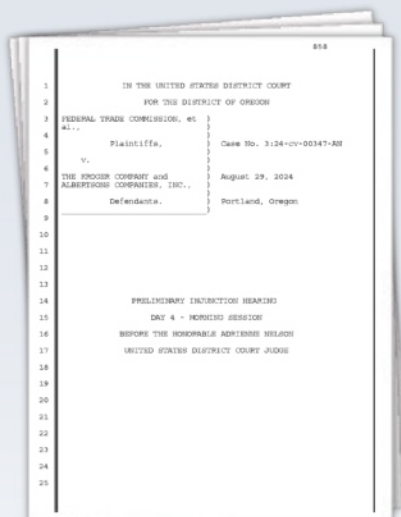 858
1 IN THE UNITED STATES DISTRICT COURT
2 FOR THE DISTRICT OF OREGON
3 FEDERAL TRADE COMMISSION, et )
al., )
4 )
Plaintiffs, ) Case No. 3:24-cv-00347-AN
5 )
v. )
6 )
THE KROGER COMPANY and ) August 29, 2024
7 ALBERTSONS COMPANIES, INC., )
)
8 Defendants. ) Portland, Oregon
)
9
10
11
12
13
14 PRELIMINARY INJUNCTION HEARING
15 DAY 4 - MORNING SESSION
16 BEFORE THE HONORABLE ADRIENNE NELSON
17 UNITED STATES DISTRICT COURT JUDGE
18
19
20
21
22
23
24
25